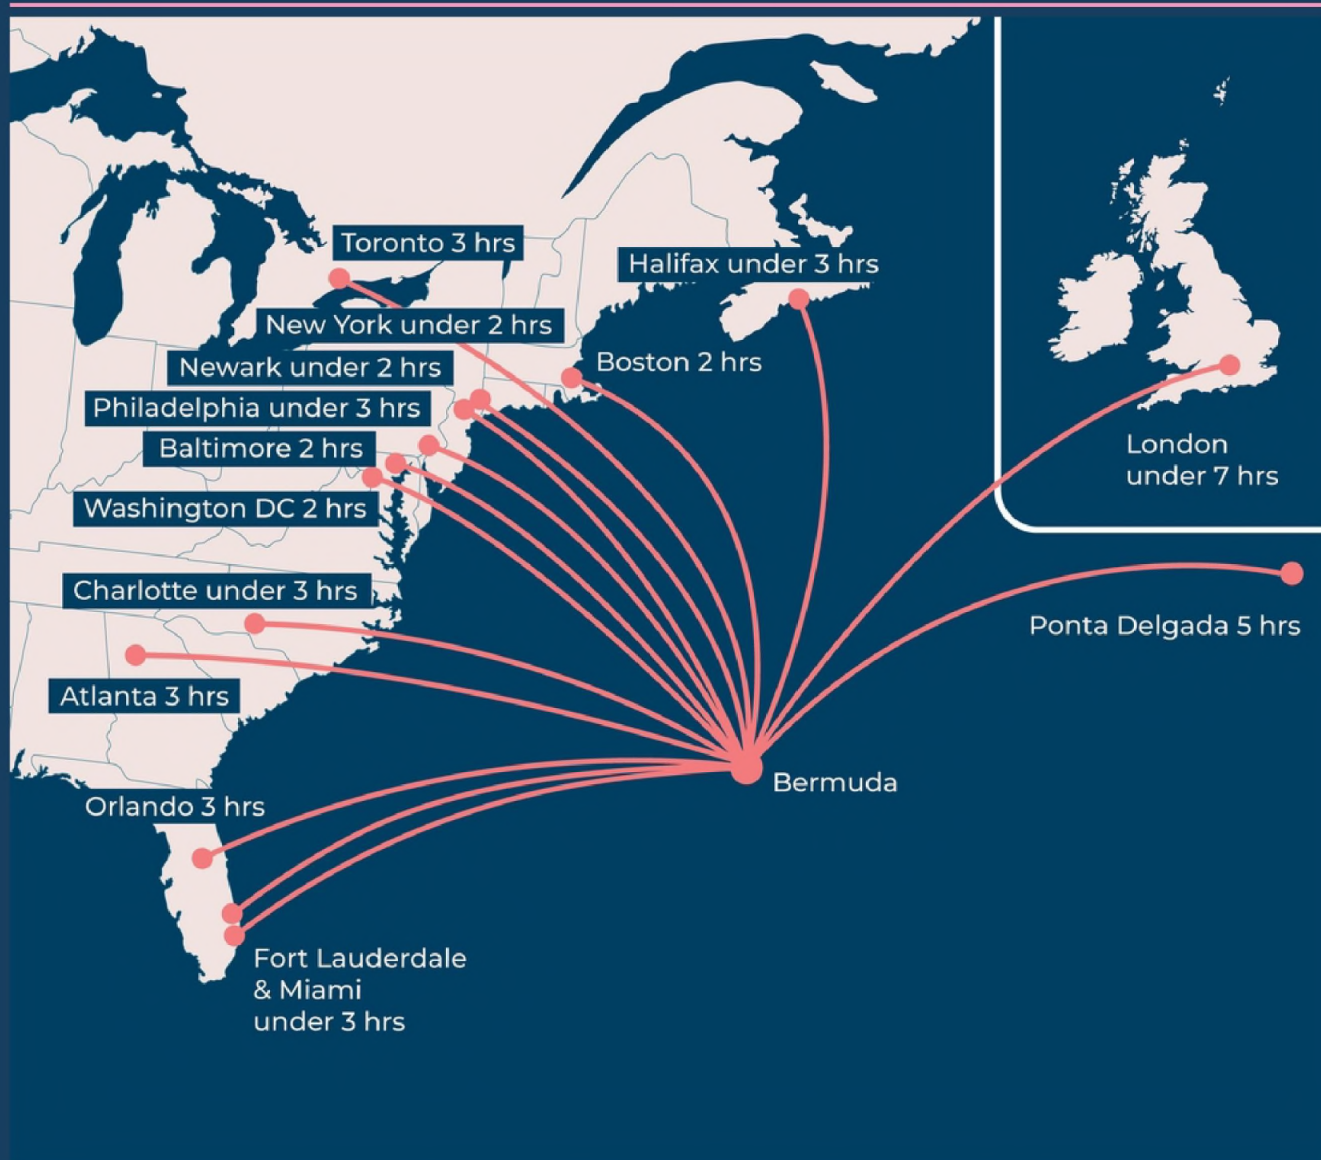 Toronto 3 hrs
Halifax under 3 hrs
New York under 2 hrs
Newark under 2 hrs
Boston 2 hrs
Philadelphia under 3 hrs
Baltimore 2 hrs
Washington DC 2 hrs
London
under 7 hrs
Charlotte under 3 hrs
Ponta Delgada 5 hrs
Atlanta 3 hrs
Bermuda
Orlando 3 hrs
Fort Lauderdale
& Miami
under 3 hrs